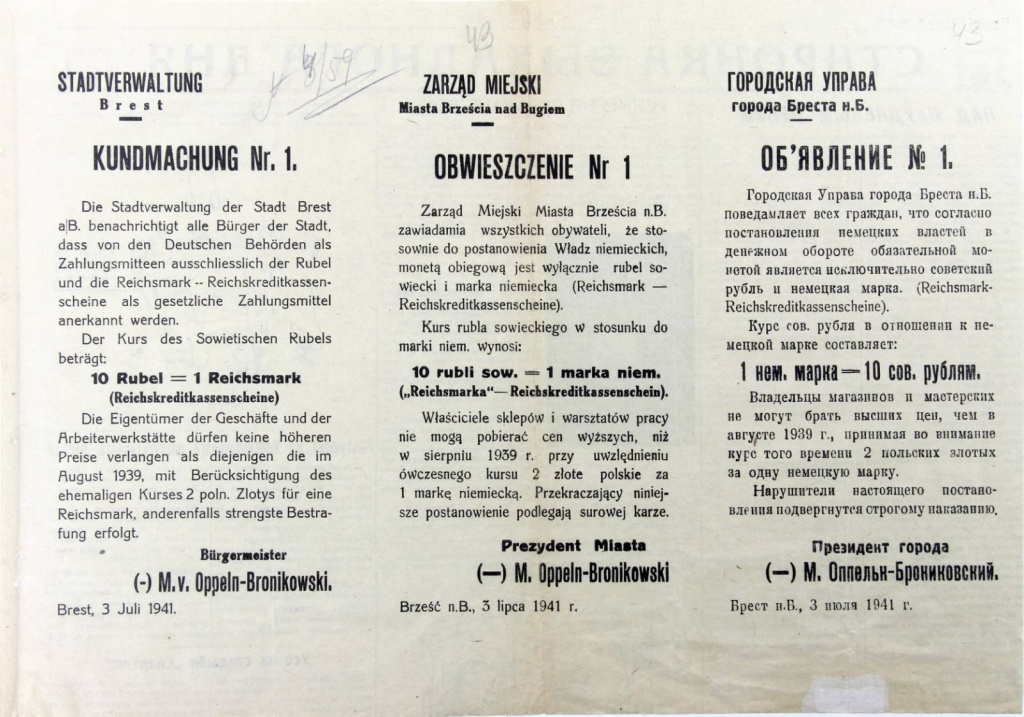 43
43
4/59
STADTVERWALTUNG
Brest
KUNDMACHUNG Nr. 1.
Die Stadtverwaltung der Stadt Brest
a|B. benachrichtigt alle Bürger der Stadt,
dass von den Deutschen Behörden als
Zahlungsmitteen ausschliesslich der Rubel
und die Reichsmark -- Reichskreditkassen-
scheine als gesetzliche Zahlungsmittel
anerkannt werden.
Der Kurs des Sowietischen Rubels
beträgt:
10 Rubel = 1 Reichsmark
(Reichskreditkassenscheine)
Die Eigentümer der Geschäfte und der
Arbeiterwerkstätte dürfen keine höheren
Preise verlangen als diejenigen die im
August 1939, mit Berücksichtigung des
ehemaligen Kurses 2 poln. Zlotys für eine
Reichsmark, anderenfalls strengste Bestra-
fung erfolgt.
Bürgermeister
(-) M.v. Oppeln-Bronikowski.
Brest, 3 Juli 1941.
ZARZĄD MIEJSKI
Miasta Brześcia nad Bugiem
OBWIESZCZENIE Nr 1
Zarząd Miejski Miasta Brześcia n.B.
zawiadamia wszystkich obywateli, że sto-
sownie do postanowienia Władz niemieckich,
monetą obiegową jest wyłącznie rubel so-
wiecki i marka niemiecka (Reichsmark —
Reichskreditkassenscheine).
Kurs rubla sowieckiego w stosunku do
marki niem. wynosi:
10 rubli sow. = 1 marka niem.
(„Reichsmarka“— Reichskreditkassenschein).
Właściciele sklepów i warsztatów pracy
nie mogą pobierać cen wyższych, niż
w sierpniu 1939 r. przy uwzlędnieniu
ówczesnego kursu 2 złote polskie za
1 markę niemiecką. Przekraczający niniej-
sze postanowienie podlegają surowej karze.
Prezydent Miasta
(—) M. Oppeln-Bronikowski
Brześć n.B., 3 lipca 1941 r.
ГОРОДСКАЯ УПРАВА
города Бреста н.Б.
ОБ'ЯВЛЕНИЕ № 1.
Городская Управа города Бреста н.Б.
поведамляет всех граждан, что согласно
постановления немецких властей в
денежном обороте обязательной мо-
нетой является исключительно советский
рубль и немецкая марка. (Reichsmark-
Reichskreditkassenscheine).
Курс сов. рубля в отношении к не-
мецкой марке составляет:
1 нем. марка—10 сов. рублям.
Владельцы магазинов и мастерских
не могут брать высших цен, чем в
августе 1939 г., принимая во внимание
курс того времени 2 польских злотых
за одну немецкую марку.
Нарушители настоящего постано-
вления подвергнутся строгому наказанию.
Президент города
(—) М. Оппельн-Брониковский.
Брест н.Б., 3 июля 1941 г.